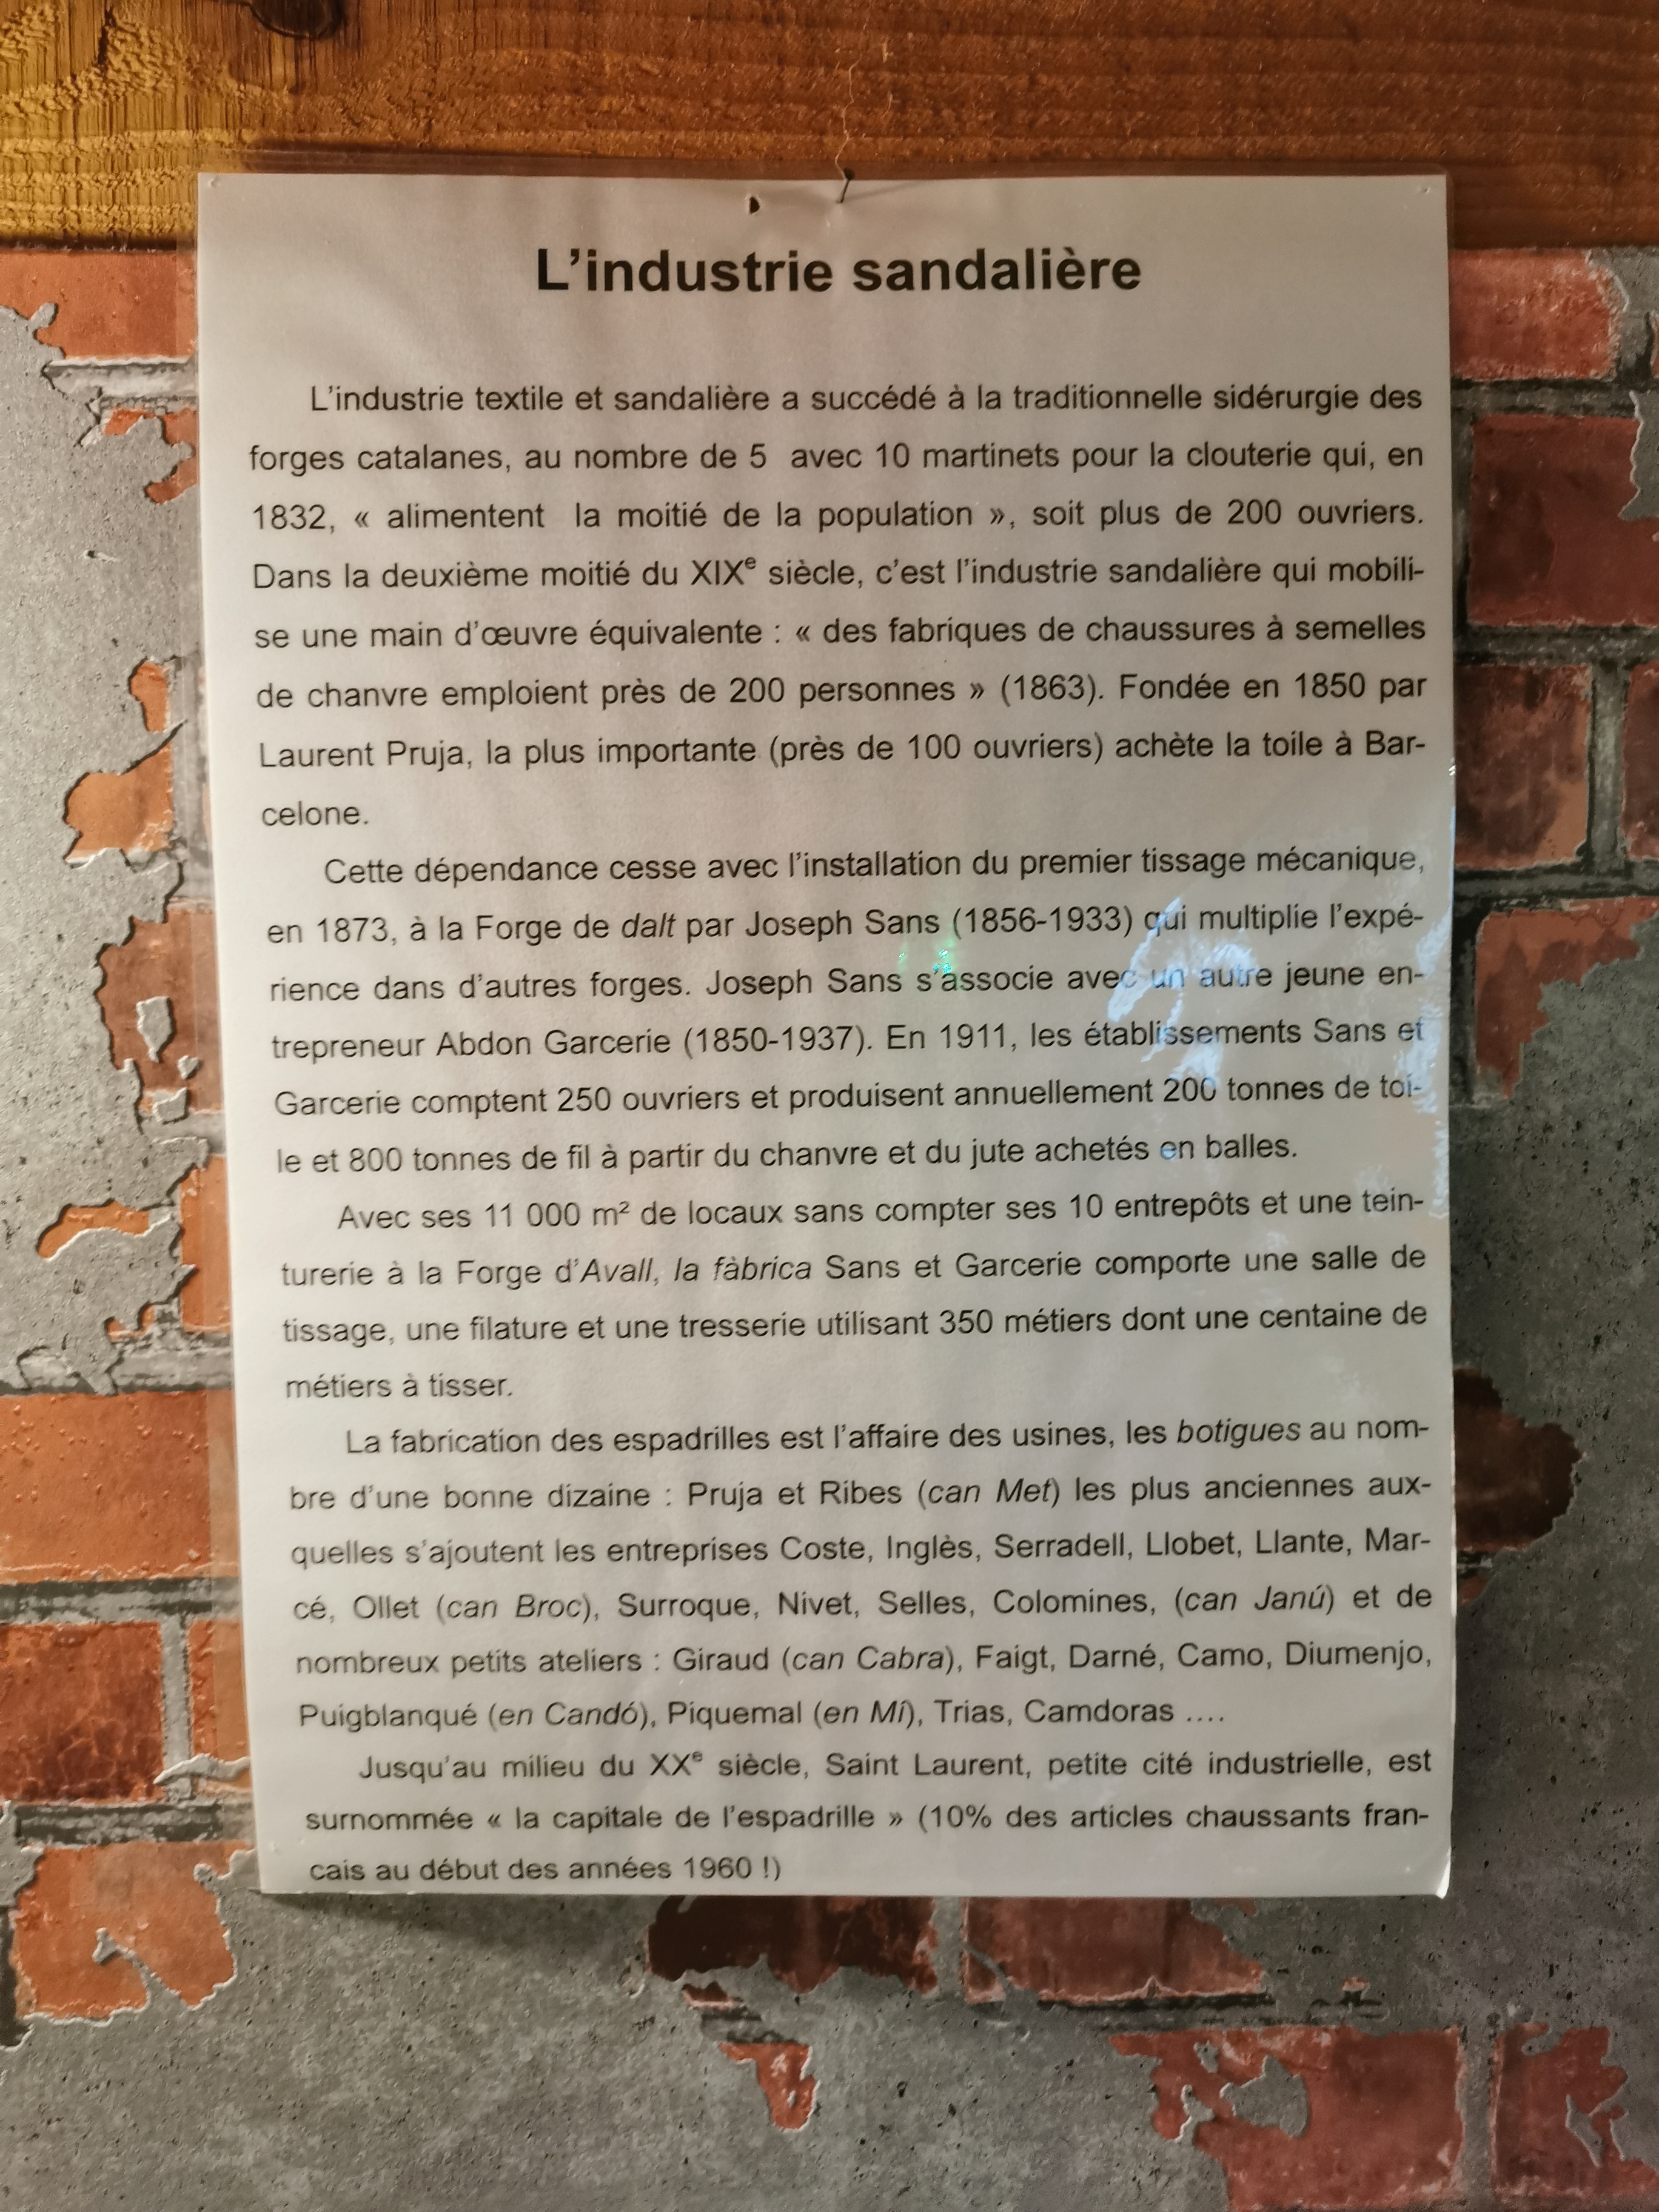 L'industrie sandalière
L'industrie textile et sandalière a succédé à la traditionnelle sidérurgie des
forges catalanes, au nombre de 5 avec 10 martinets pour la clouterie qui, en
1832, « alimentent la moitié de la population », soit plus de 200 ouvriers.
Dans la deuxième moitié du XIXe siècle, c'est l'industrie sandalière qui mobili-
se une main d'œuvre équivalente : « des fabriques de chaussures à semelles
de chanvre emploient près de 200 personnes » (1863). Fondée en 1850 par
Laurent Pruja, la plus importante (près de 100 ouvriers) achète la toile à Bar-
celone.
Cette dépendance cesse avec l'installation du premier tissage mécanique,
en 1873, à la Forge de dalt par Joseph Sans (1856-1933) qui multiplie l'expé-
rience dans d'autres forges. Joseph Sans s'associe avec un autre jeune en-
trepreneur Abdon Garcerie (1850-1937). En 1911, les établissements Sans et
Garcerie comptent 250 ouvriers et produisent annuellement 200 tonnes de toi-
le et 800 tonnes de fil à partir du chanvre et du jute achetés en balles.
Avec ses 11 000 m² de locaux sans compter ses 10 entrepôts et une tein-
turerie à la Forge d'Avall, la fàbrica Sans et Garcerie comporte une salle de
tissage, une filature et une tresserie utilisant 350 métiers dont une centaine de
métiers à tisser.
La fabrication des espadrilles est l'affaire des usines, les botigues au nom-
bre d'une bonne dizaine : Pruja et Ribes (can Met) les plus anciennes aux-
quelles s'ajoutent les entreprises Coste, Inglès, Serradell, Llobet, Llante, Mar-
cé, Ollet (can Broc), Surroque, Nivet, Selles, Colomines, (can Janú) et de
nombreux petits ateliers : Giraud (can Cabra), Faigt, Darné, Camo, Diumenjo,
Puigblanqué (en Candó), Piquemal (en Mí), Trias, Camdoras ....
Jusqu'au milieu du XXe siècle, Saint Laurent, petite cité industrielle, est
surnommée « la capitale de l'espadrille » (10% des articles chaussants fran-
cais au début des années 1960 !)